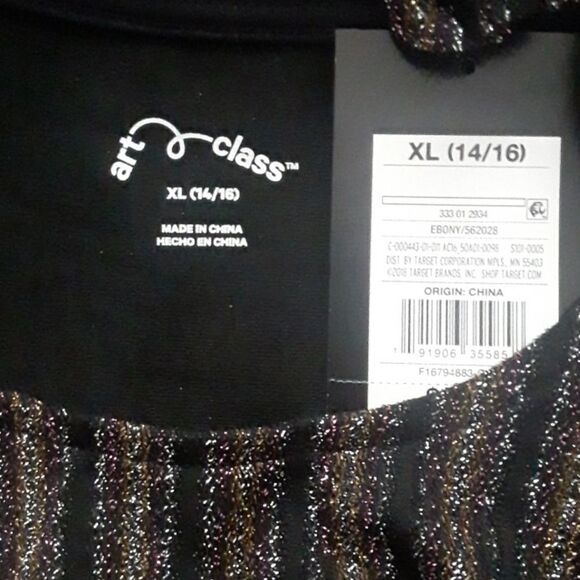 art class™
XL (14/16)
MADE IN CHINA
HECHO EN CHINA
XL (14/16)
333 01 2934
EBONY/562028
DIST. BY TARGET CORPORATION MPLS, MN 55403
©2018 TARGET BRANDS, INC. SHOP TARGET.COM
ORIGIN: CHINA
1 91906 35585
F16794883